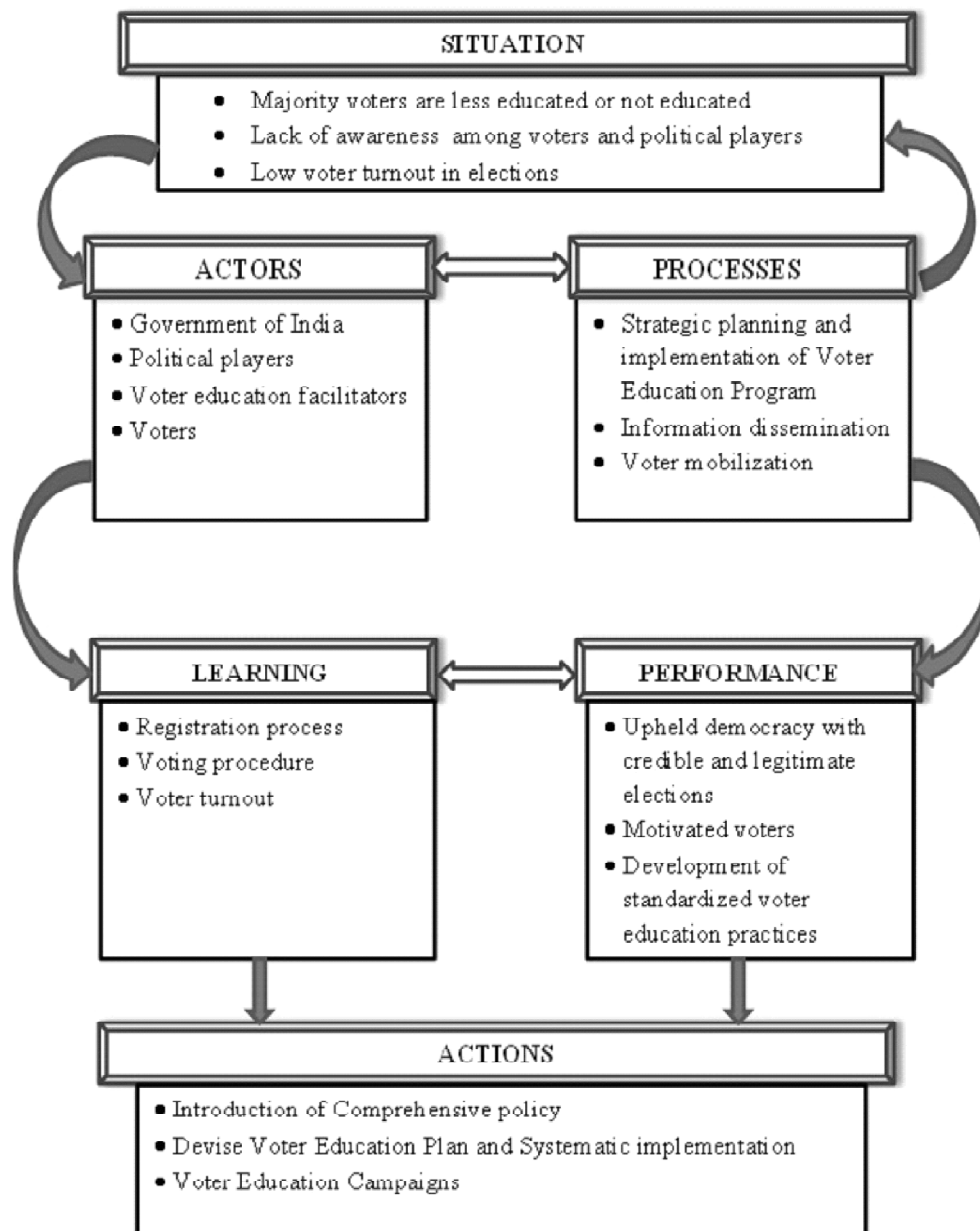 SITUATION
• Majority voters are less educated or not educated
• Lack of awareness among voters and political players
• Low voter turnout in elections
ACTORS
• Government of India
• Political players
• Voter education facilitators
• Voters
PROCESSES
• Strategic planning and
implementation of Voter
Education Program
• Information dissemination
• Voter mobilization
LEARNING
• Registration process
• Voting procedure
• Voter turnout
PERFORMANCE
• Upheld democracy with
credible and legitimate
elections
• Motivated voters
• Development of
standardized voter
education practices
ACTIONS
• Introduction of Comprehensive policy
• Devise Voter Education Plan and Systematic implementation
• Voter Education Campaigns